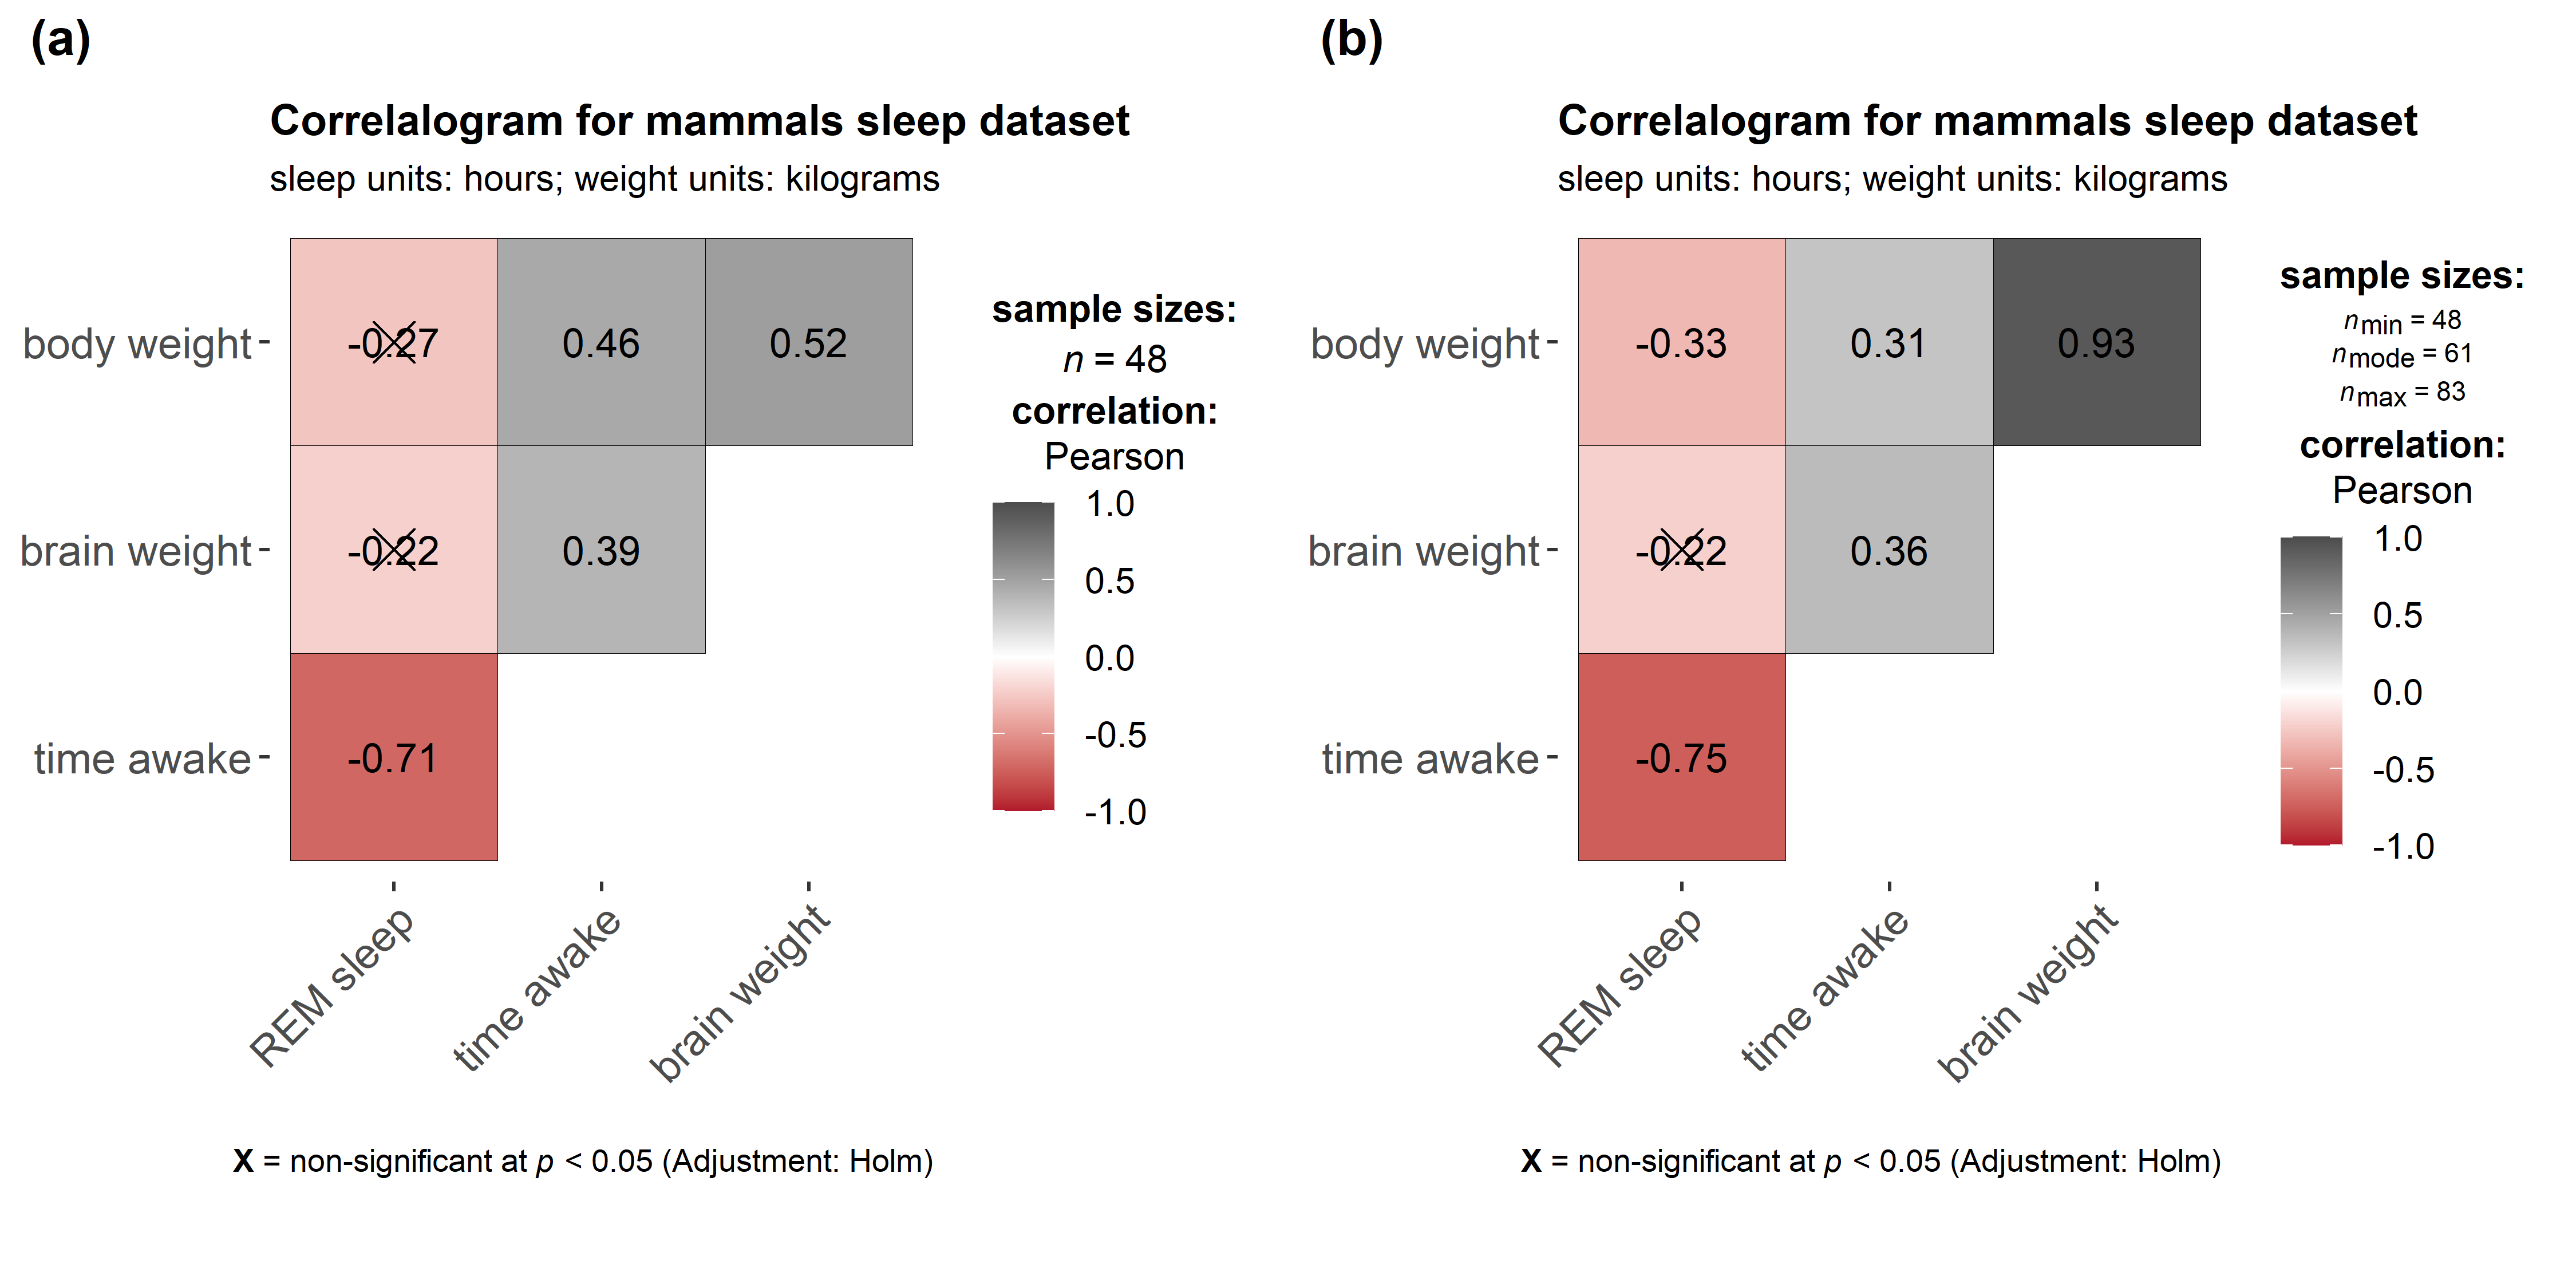 (a)
Correlalogram for mammals sleep dataset
sleep units: hours; weight units: kilograms
body weight
-0.27
0.46
0.52
brain weight
-0.22
0.39
time awake
-0.71
REM sleep
time awake
brain weight
sample sizes:
n = 48
correlation:
Pearson
1.0
0.5
0.0
-0.5
-1.0
X = non-significant at p < 0.05 (Adjustment: Holm)
(b)
Correlalogram for mammals sleep dataset
sleep units: hours; weight units: kilograms
body weight
-0.33
0.31
0.93
brain weight
-0.22
0.36
time awake
-0.75
REM sleep
time awake
brain weight
sample sizes:
nmin = 48
nmode = 61
nmax = 83
correlation:
Pearson
1.0
0.5
0.0
-0.5
-1.0
X = non-significant at p < 0.05 (Adjustment: Holm)